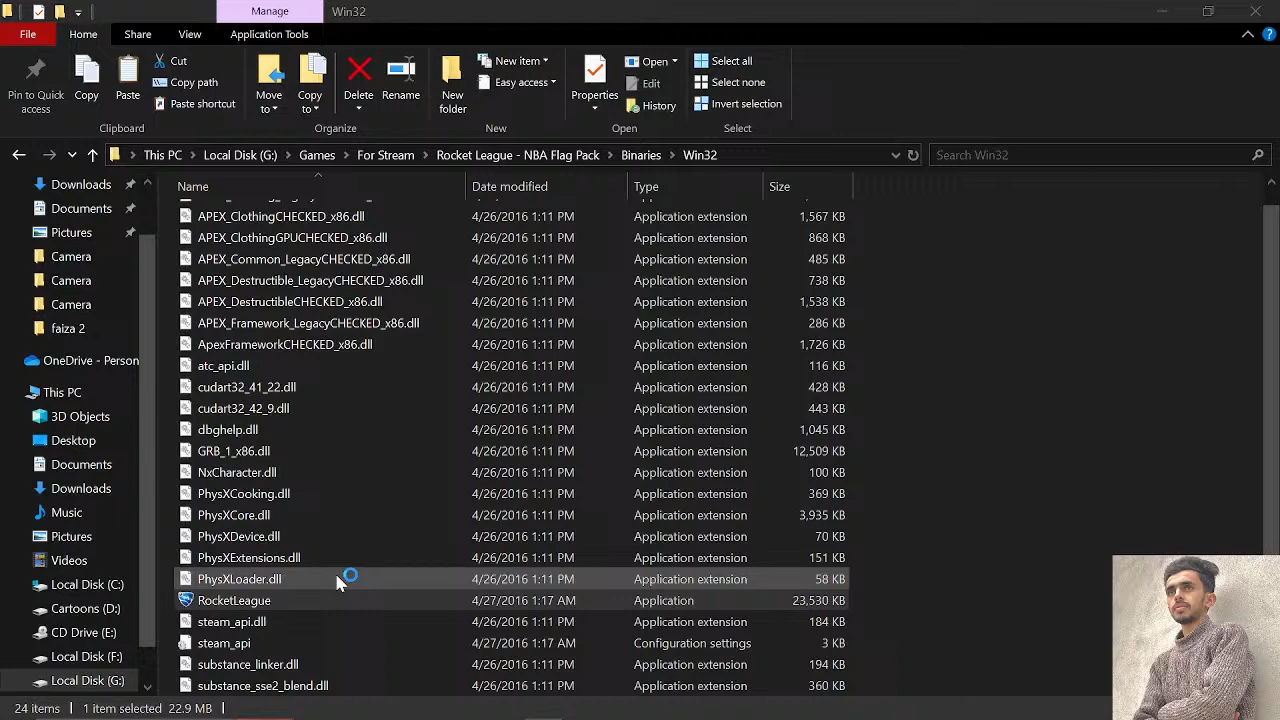 Manage Win32
File Home Share View Application Tools
Pin to Quick access
Copy
Paste
Cut
Copy path
Paste shortcut
Clipboard
Move to
Copy to
Delete
Rename
Organize
New folder
New item
Easy access
New
Properties
Open
Edit
History
Open
Select all
Select none
Invert selection
Select
This PC > Local Disk (G:) > Games > For Stream > Rocket League - NBA Flag Pack > Binaries > Win32
Search Win32
Downloads
Documents
Pictures
Camera
Camera
Camera
faiza 2
OneDrive - Person
This PC
3D Objects
Desktop
Documents
Downloads
Music
Pictures
Videos
Local Disk (C:)
Cartoons (D:)
CD Drive (E:)
Local Disk (F:)
Local Disk (G:)
Name Date modified Type Size
APEX_ClothingCHECKED_x86.dll 4/26/2016 1:11 PM Application extension 1,567 KB
APEX_ClothingGPUCHECKED_x86.dll 4/26/2016 1:11 PM Application extension 868 KB
APEX_Common_LegacyCHECKED_x86.dll 4/26/2016 1:11 PM Application extension 485 KB
APEX_Destructible_LegacyCHECKED_x86.dll 4/26/2016 1:11 PM Application extension 738 KB
APEX_DestructibleCHECKED_x86.dll 4/26/2016 1:11 PM Application extension 1,538 KB
APEX_Framework_LegacyCHECKED_x86.dll 4/26/2016 1:11 PM Application extension 286 KB
ApexFrameworkCHECKED_x86.dll 4/26/2016 1:11 PM Application extension 1,726 KB
atc_api.dll 4/26/2016 1:11 PM Application extension 116 KB
cudart32_41_22.dll 4/26/2016 1:11 PM Application extension 428 KB
cudart32_42_9.dll 4/26/2016 1:11 PM Application extension 443 KB
dbghelp.dll 4/26/2016 1:11 PM Application extension 1,045 KB
GRB_1_x86.dll 4/26/2016 1:11 PM Application extension 12,509 KB
NxCharacter.dll 4/26/2016 1:11 PM Application extension 100 KB
PhysXCooking.dll 4/26/2016 1:11 PM Application extension 369 KB
PhysXCore.dll 4/26/2016 1:11 PM Application extension 3,935 KB
PhysXDevice.dll 4/26/2016 1:11 PM Application extension 70 KB
PhysXExtensions.dll 4/26/2016 1:11 PM Application extension 151 KB
PhysXLoader.dll 4/26/2016 1:11 PM Application extension 58 KB
RocketLeague 4/27/2016 1:17 AM Application 23,530 KB
steam_api.dll 4/26/2016 1:11 PM Application extension 184 KB
steam_api 4/27/2016 1:17 AM Configuration settings 3 KB
substance_linker.dll 4/26/2016 1:11 PM Application extension 194 KB
substance_sse2_blend.dll 4/26/2016 1:11 PM Application extension 360 KB
24 items 1 item selected 22.9 MB